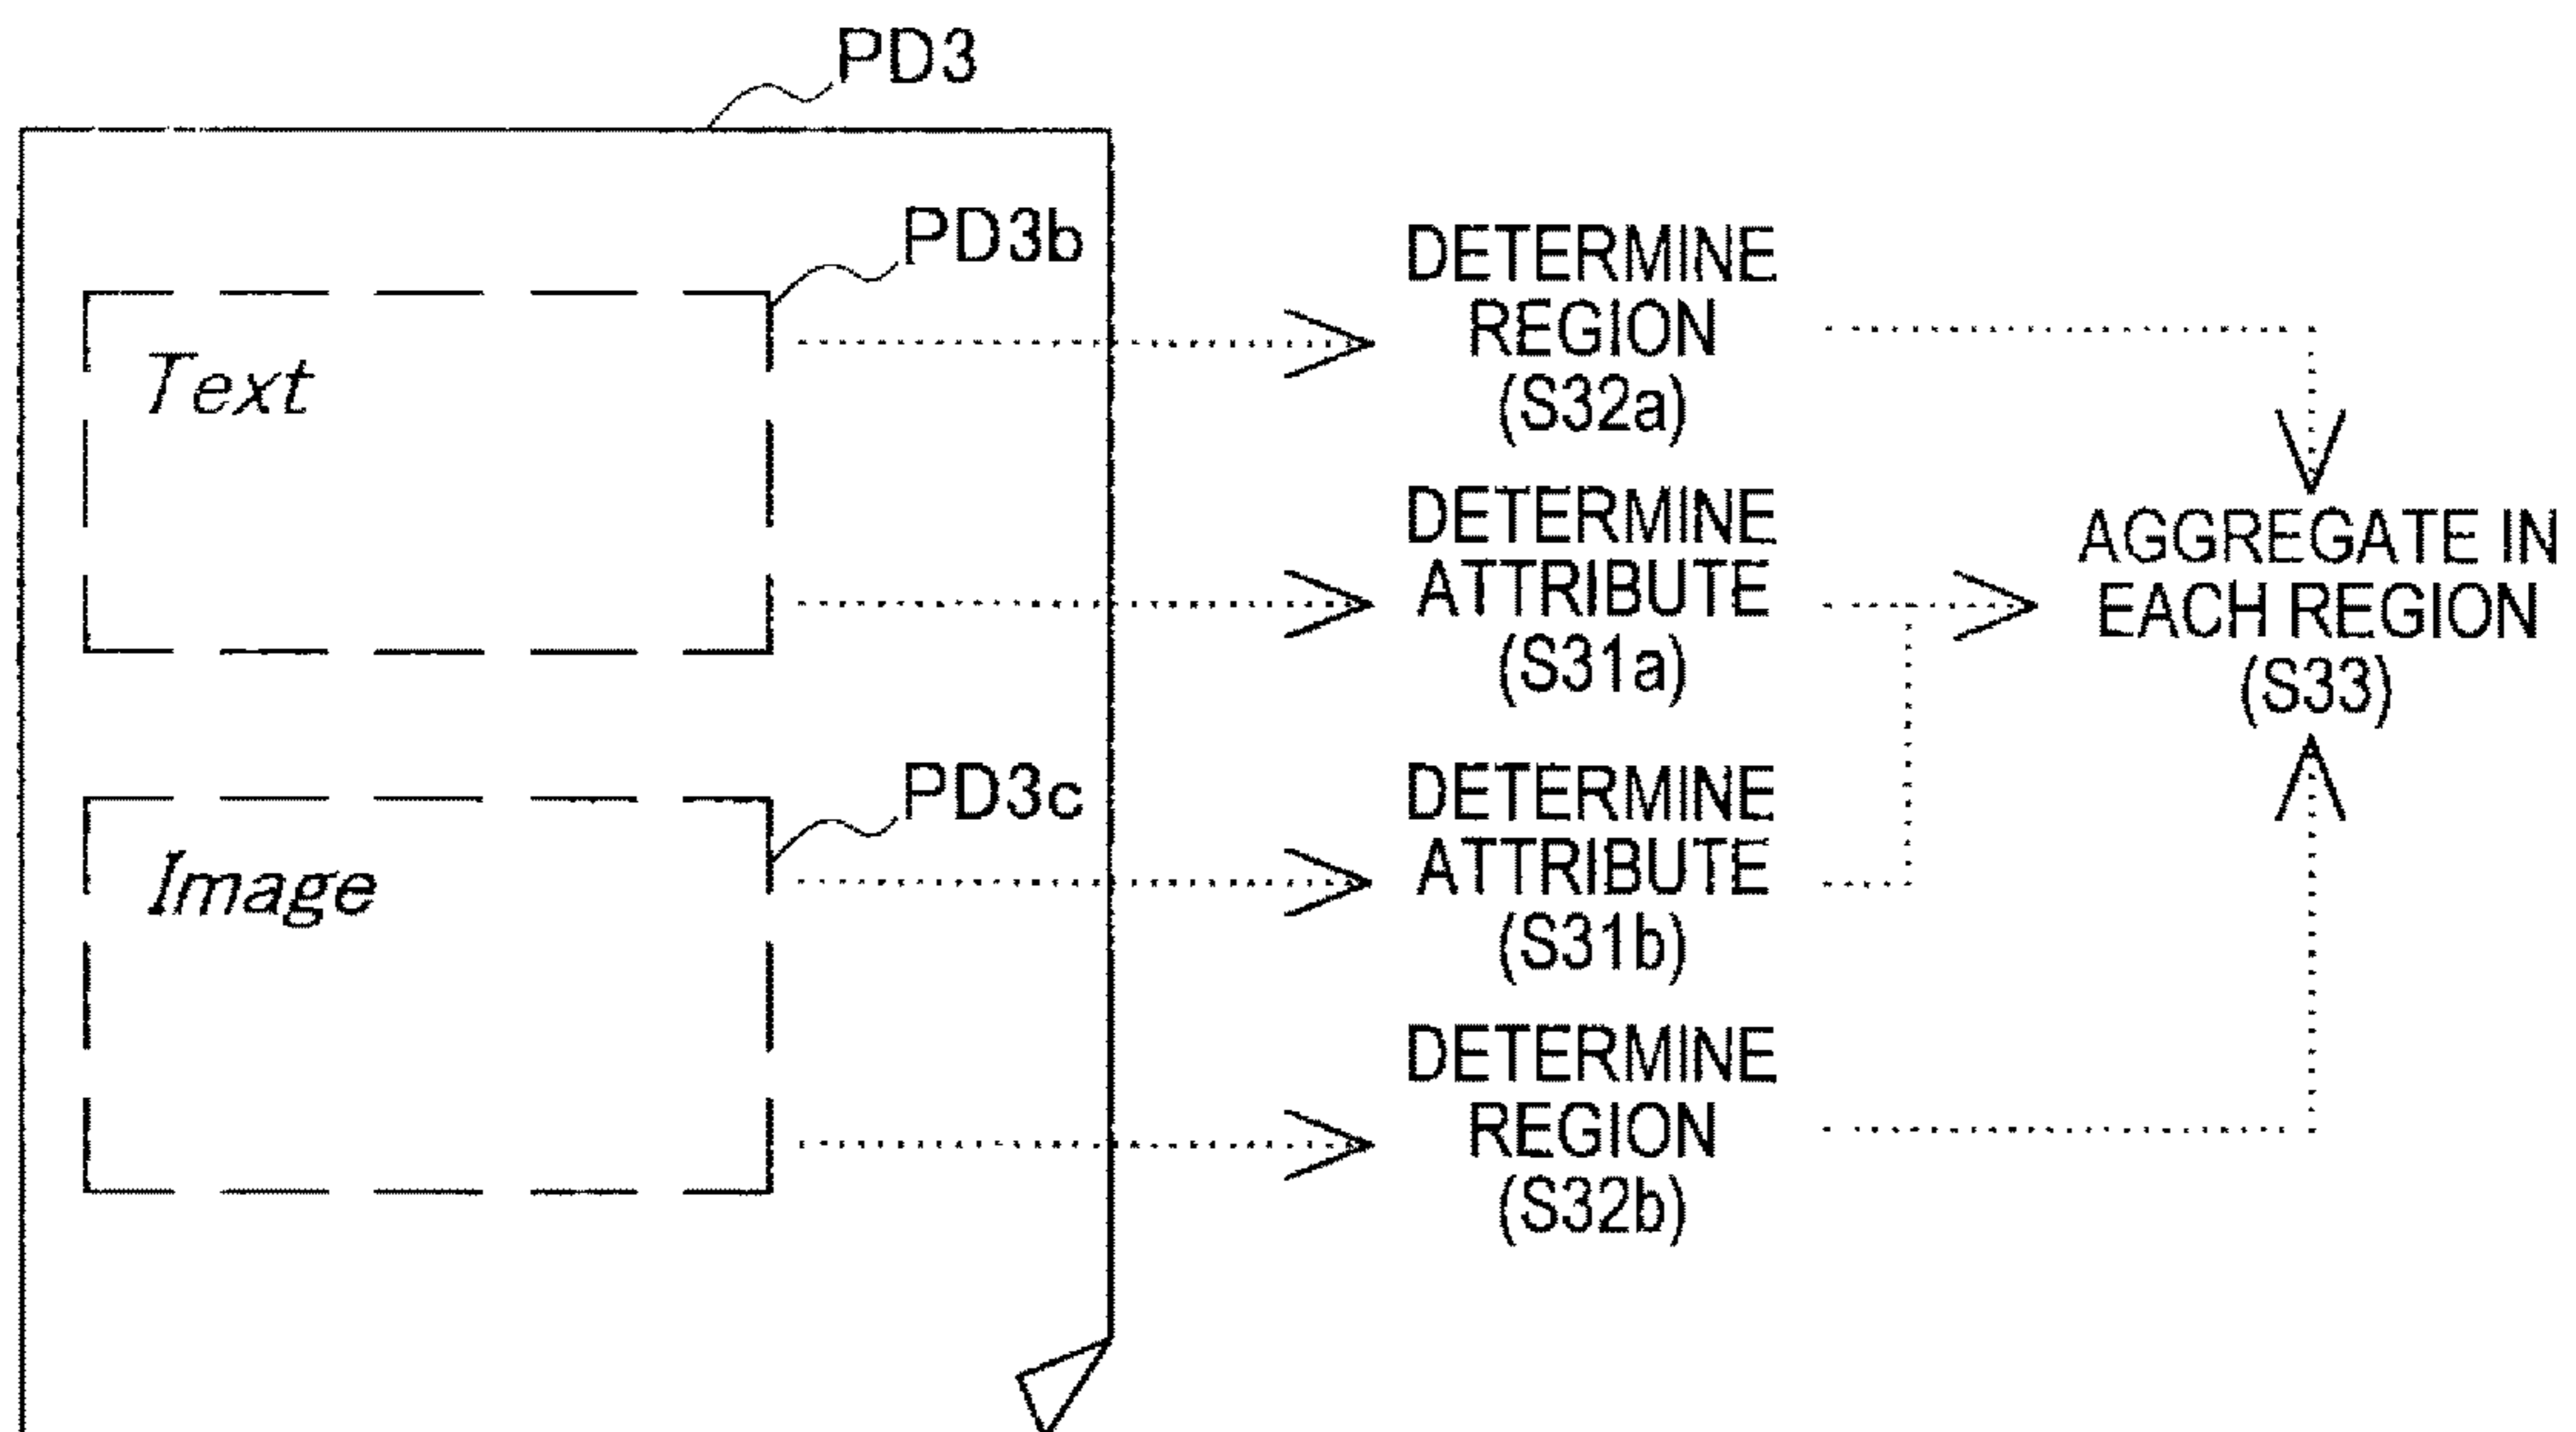 PD3
PD3b
Text
PD3c
Image
DETERMINE
REGION
(S32a)
DETERMINE
ATTRIBUTE
(S31a)
DETERMINE
ATTRIBUTE
(S31b)
DETERMINE
REGION
(S32b)
AGGREGATE IN
EACH REGION
(S33)